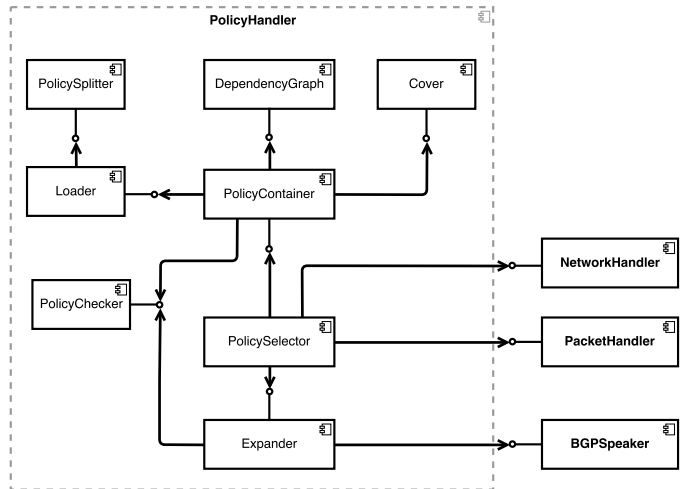 PolicyHandler
PolicySplitter
DependencyGraph
Cover
Loader
PolicyContainer
NetworkHandler
PolicyChecker
PolicySelector
PacketHandler
Expander
BGPSpeaker